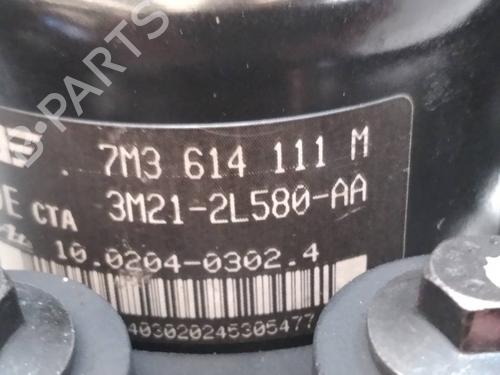 B-PARTS
7M3 614 111 M
CTA 3M21-2L580-AA
10.0204-0302.4
40302024530547